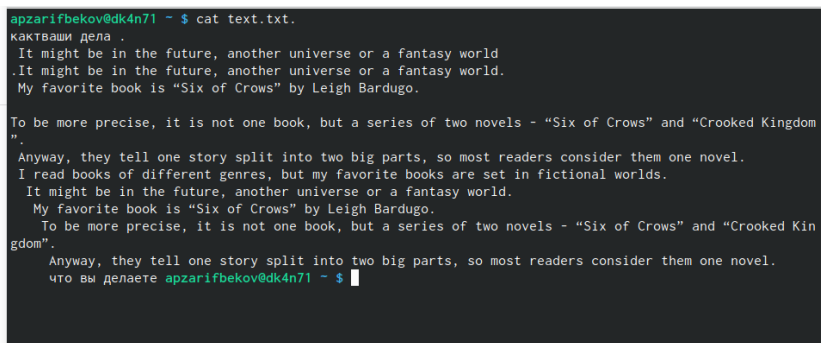 apzarifbekov@dk4n71 ~ $ cat text.txt.
кактваши дела .
It might be in the future, another universe or a fantasy world
.It might be in the future, another universe or a fantasy world.
My favorite book is “Six of Crows” by Leigh Bardugo.
To be more precise, it is not one book, but a series of two novels - “Six of Crows” and “Crooked Kingdom
”.
Anyway, they tell one story split into two big parts, so most readers consider them one novel.
I read books of different genres, but my favorite books are set in fictional worlds.
It might be in the future, another universe or a fantasy world.
My favorite book is “Six of Crows” by Leigh Bardugo.
To be more precise, it is not one book, but a series of two novels - “Six of Crows” and “Crooked Kin
gdom”.
Anyway, they tell one story split into two big parts, so most readers consider them one novel.
что вы делаете apzarifbekov@dk4n71 ~ $